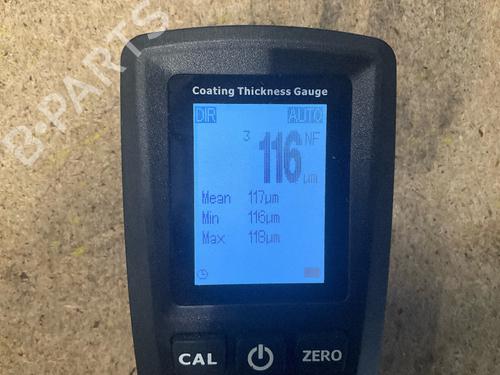 B-PARTS
Coating Thickness Gauge
DIR AUTO
3 116 NF
µm
Mean 117µm
Min 116µm
Max 118µm
CAL ZERO